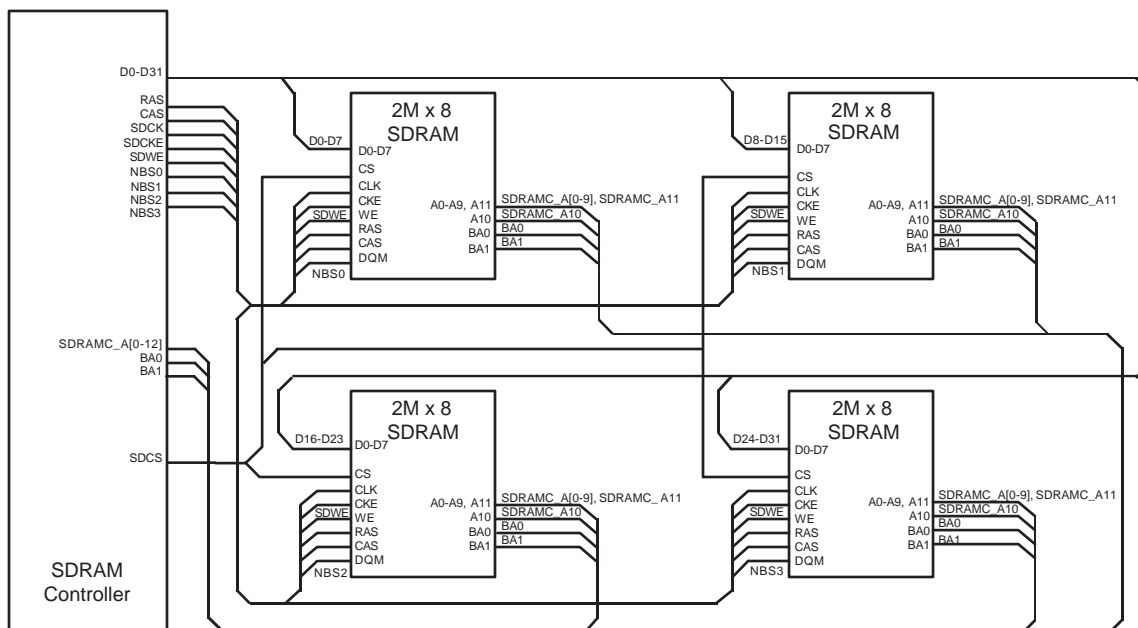 D0-D31
RAS
CAS
SDCK
SDCKE
SDWE
NBS0
NBS1
NBS2
NBS3
SDRAMC_A[0-12]
BA0
BA1
SDCS
SDRAM
Controller
2M x 8
SDRAM
D0-D7
D0-D7
CS
CLK
CKE
SDWE
WE
RAS
CAS
DQM
NBS0
A0-A9, A11
A10
BA0
BA1
SDRAMC_A[0-9], SDRAMC_A11
SDRAMC_A10
BA0
BA1
2M x 8
SDRAM
D8-D15
D0-D7
CS
CLK
CKE
SDWE
WE
RAS
CAS
DQM
NBS1
A0-A9, A11
A10
BA0
BA1
SDRAMC_A[0-9], SDRAMC_A11
SDRAMC_A10
BA0
BA1
2M x 8
SDRAM
D16-D23
D0-D7
CS
CLK
CKE
SDWE
WE
RAS
CAS
DQM
NBS2
A0-A9, A11
A10
BA0
BA1
SDRAMC_A[0-9], SDRAMC_A11
SDRAMC_A10
BA0
BA1
2M x 8
SDRAM
D24-D31
D0-D7
CS
CLK
CKE
SDWE
WE
RAS
CAS
DQM
NBS3
A0-A9, A11
A10
BA0
BA1
SDRAMC_A[0-9], SDRAMC_A11
SDRAMC_A10
BA0
BA1